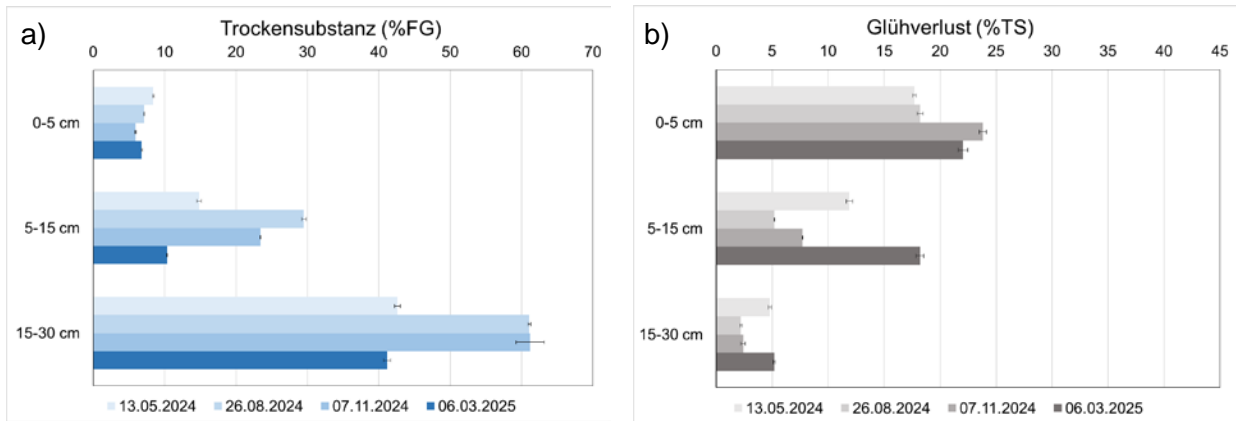 a)
Trockensubstanz (%FG)
0 10 20 30 40 50 60 70
0-5 cm
5-15 cm
15-30 cm
13.05.2024 26.08.2024 07.11.2024 06.03.2025
b)
Glühverlust (%TS)
0 5 10 15 20 25 30 35 40 45
0-5 cm
5-15 cm
15-30 cm
13.05.2024 26.08.2024 07.11.2024 06.03.2025